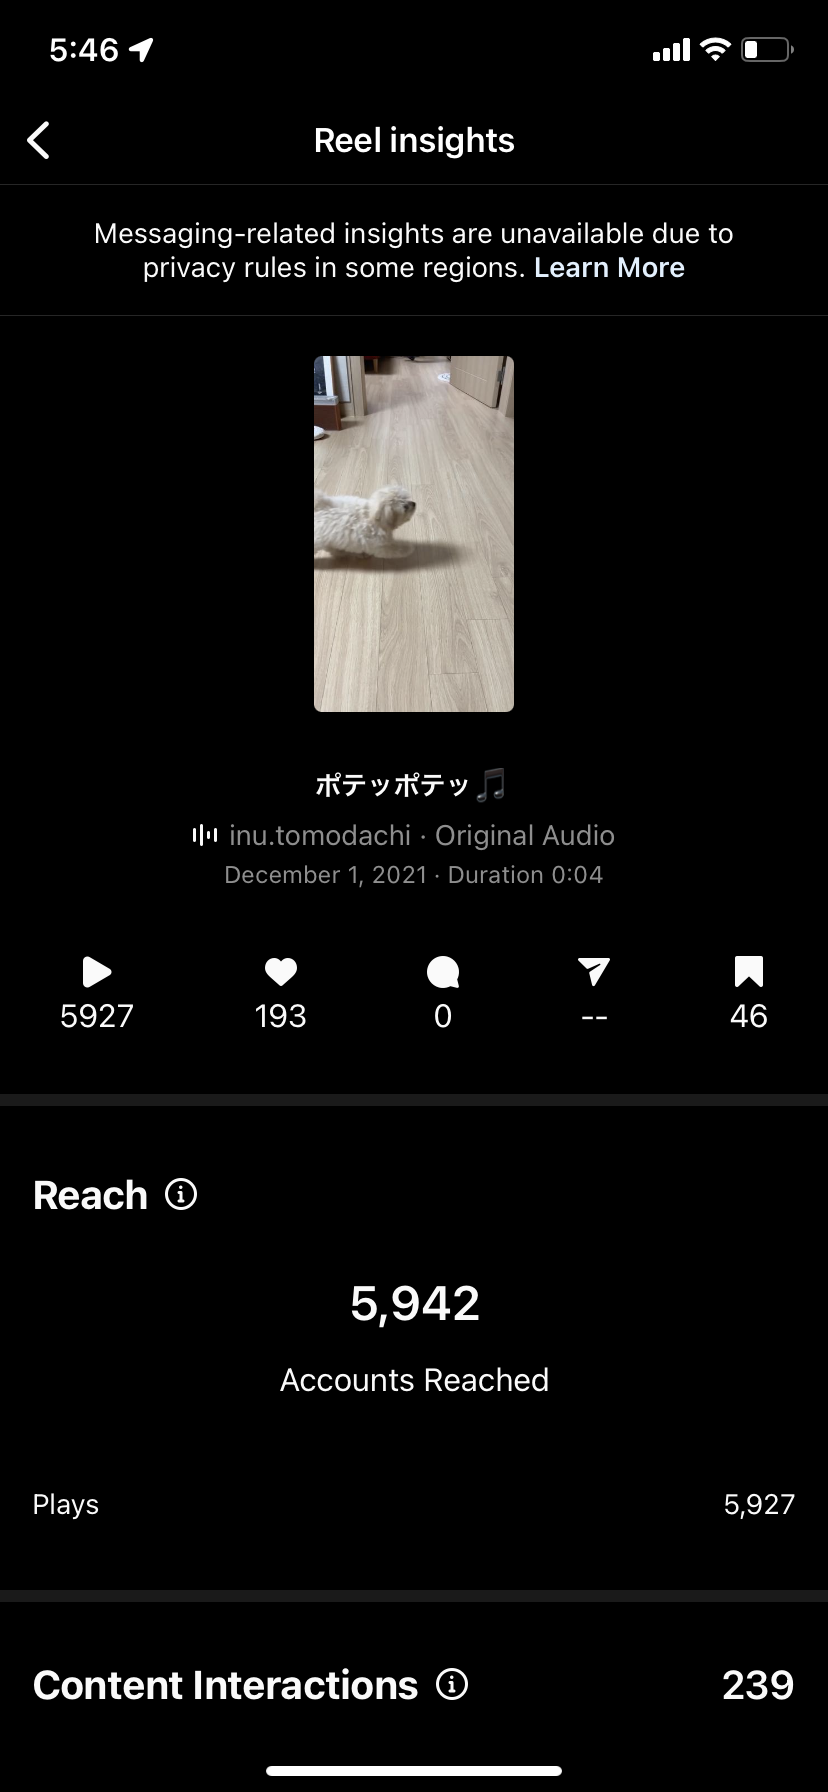 5:46
Reel insights
Messaging-related insights are unavailable due to
privacy rules in some regions. Learn More
ポテッポテッ🎵
inu.tomodachi · Original Audio
December 1, 2021 · Duration 0:04
5927 193 0 -- 46
Reach
5,942
Accounts Reached
Plays 5,927
Content Interactions 239